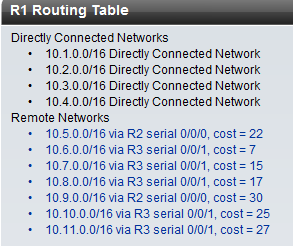 R1 Routing Table
Directly Connected Networks
• 10.1.0.0/16 Directly Connected Network
• 10.2.0.0/16 Directly Connected Network
• 10.3.0.0/16 Directly Connected Network
• 10.4.0.0/16 Directly Connected Network
Remote Networks
• 10.5.0.0/16 via R2 serial 0/0/0, cost = 22
• 10.6.0.0/16 via R3 serial 0/0/1, cost = 7
• 10.7.0.0/16 via R3 serial 0/0/1, cost = 15
• 10.8.0.0/16 via R3 serial 0/0/1, cost = 17
• 10.9.0.0/16 via R2 serial 0/0/0, cost = 30
• 10.10.0.0/16 via R3 serial 0/0/1, cost = 25
• 10.11.0.0/16 via R3 serial 0/0/1, cost = 27